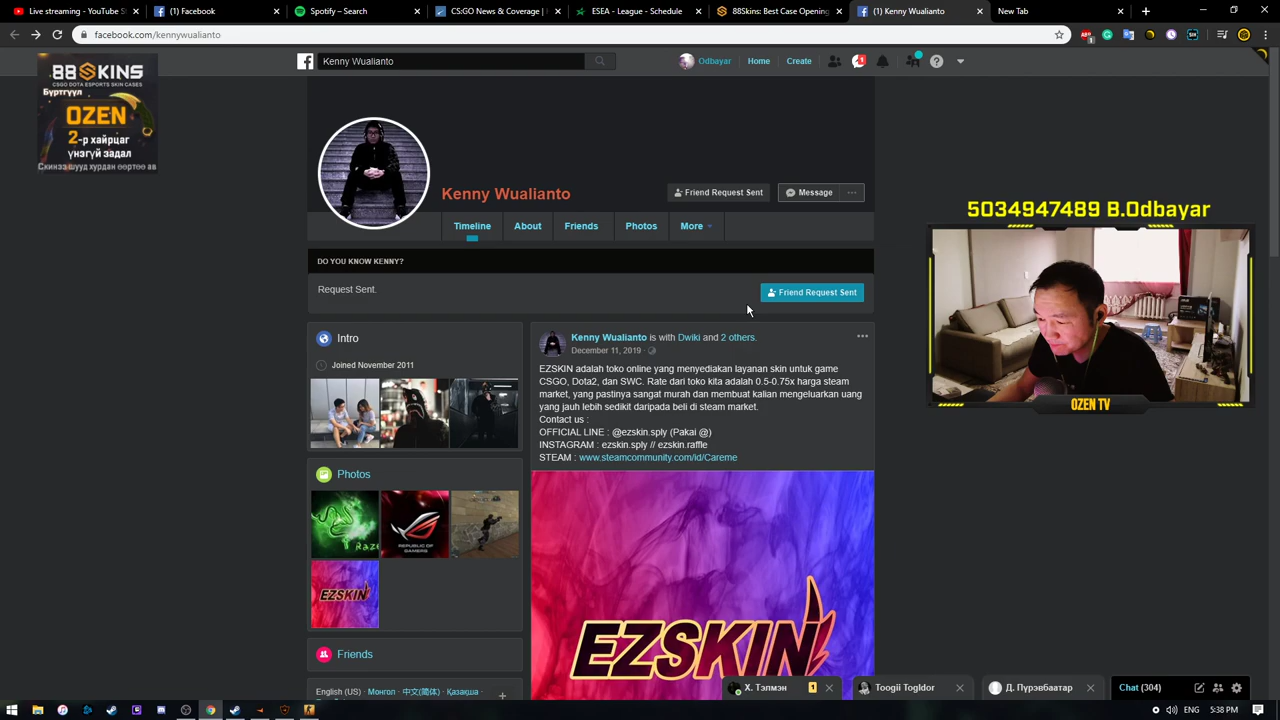 Live streaming - YouTube S
(1) Facebook
Spotify – Search
CS:GO News & Coverage |
ESEA - League - Schedule
88Skins: Best Case Opening
(1) Kenny Wualianto
New Tab
facebook.com/kennywualianto
88SKINS
CSGO DOTA ESPORTS SKIN CASES
Бүртгүүл
OZEN
2-р хайрцаг
үнэгүй задал
Kenny Wualianto
Odbayar
Home
Create
Kenny Wualianto
Friend Request Sent
Message
Timeline
About
Friends
Photos
More
DO YOU KNOW KENNY?
Request Sent.
Friend Request Sent
5034947489 B.Odbayar
OZEN TV
Intro
Joined November 2011
Photos
REPUBLIC OF
GAMERS
EZSKIN
Friends
English (US) · Монгол · 中文(简体) · Қазақша ·
Kenny Wualianto is with Dwiki and 2 others.
December 11, 2019 ·
EZSKIN adalah toko online yang menyediakan layanan skin untuk game
CSGO, Dota2, dan SWC. Rate dari toko kita adalah 0.5-0.75x harga steam
market, yang pastinya sangat murah dan membuat kalian mengeluarkan uang
yang jauh lebih sedikit daripada beli di steam market.
Contact us :
OFFICIAL LINE : @ezskin.sply (Pakai @)
INSTAGRAM : ezskin.sply // ezskin.raffle
STEAM : www.steamcommunity.com/id/Careme
EZSKIN
Х. Тэлмэн
1
Toogii Togldor
Д. Пүрэвбаатар
Chat (304)
ENG
5:38 PM